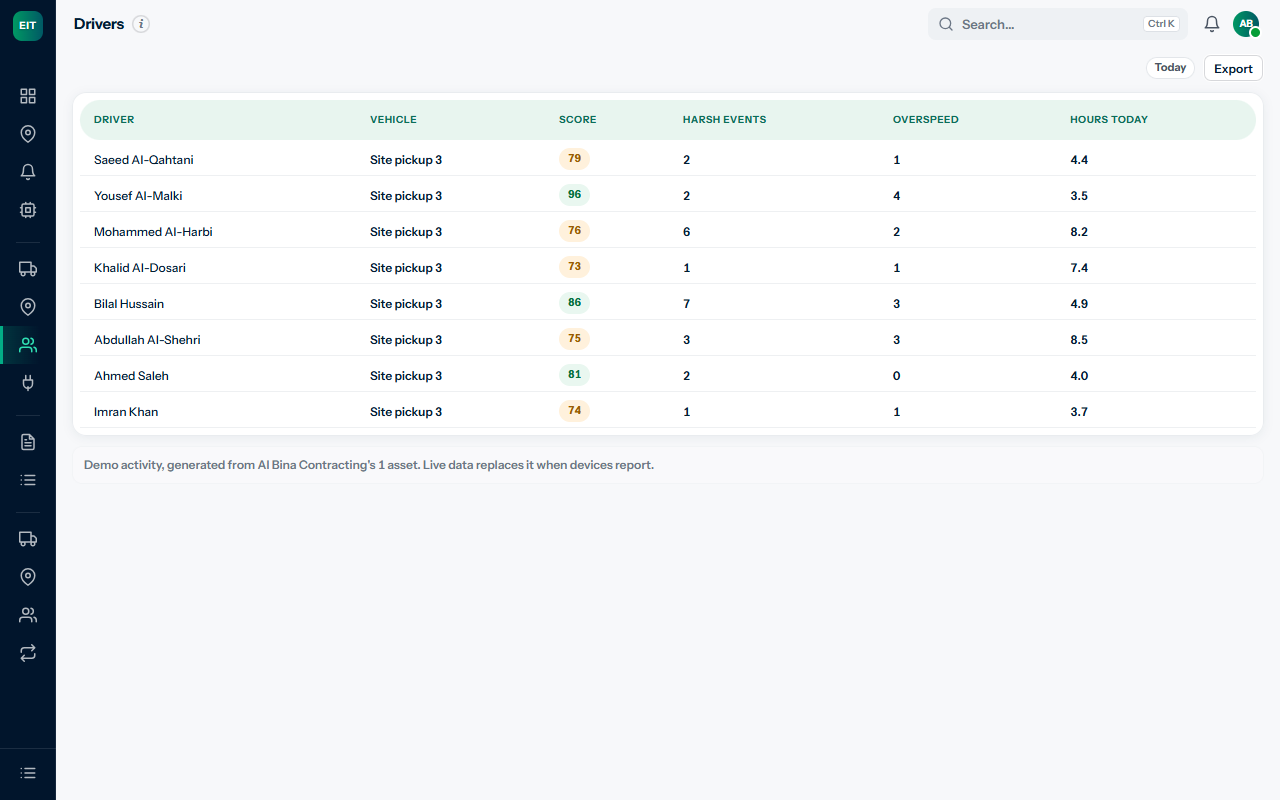 EIT
Drivers i
Search... Ctrl K
AB
Today Export
DRIVER VEHICLE SCORE HARSH EVENTS OVERSPEED HOURS TODAY
Saeed Al-Qahtani Site pickup 3 79 2 1 4.4
Yousef Al-Malki Site pickup 3 96 2 4 3.5
Mohammed Al-Harbi Site pickup 3 76 6 2 8.2
Khalid Al-Dosari Site pickup 3 73 1 1 7.4
Bilal Hussain Site pickup 3 86 7 3 4.9
Abdullah Al-Shehri Site pickup 3 75 3 3 8.5
Ahmed Saleh Site pickup 3 81 2 0 4.0
Imran Khan Site pickup 3 74 1 1 3.7
Demo activity, generated from Al Bina Contracting's 1 asset. Live data replaces it when devices report.